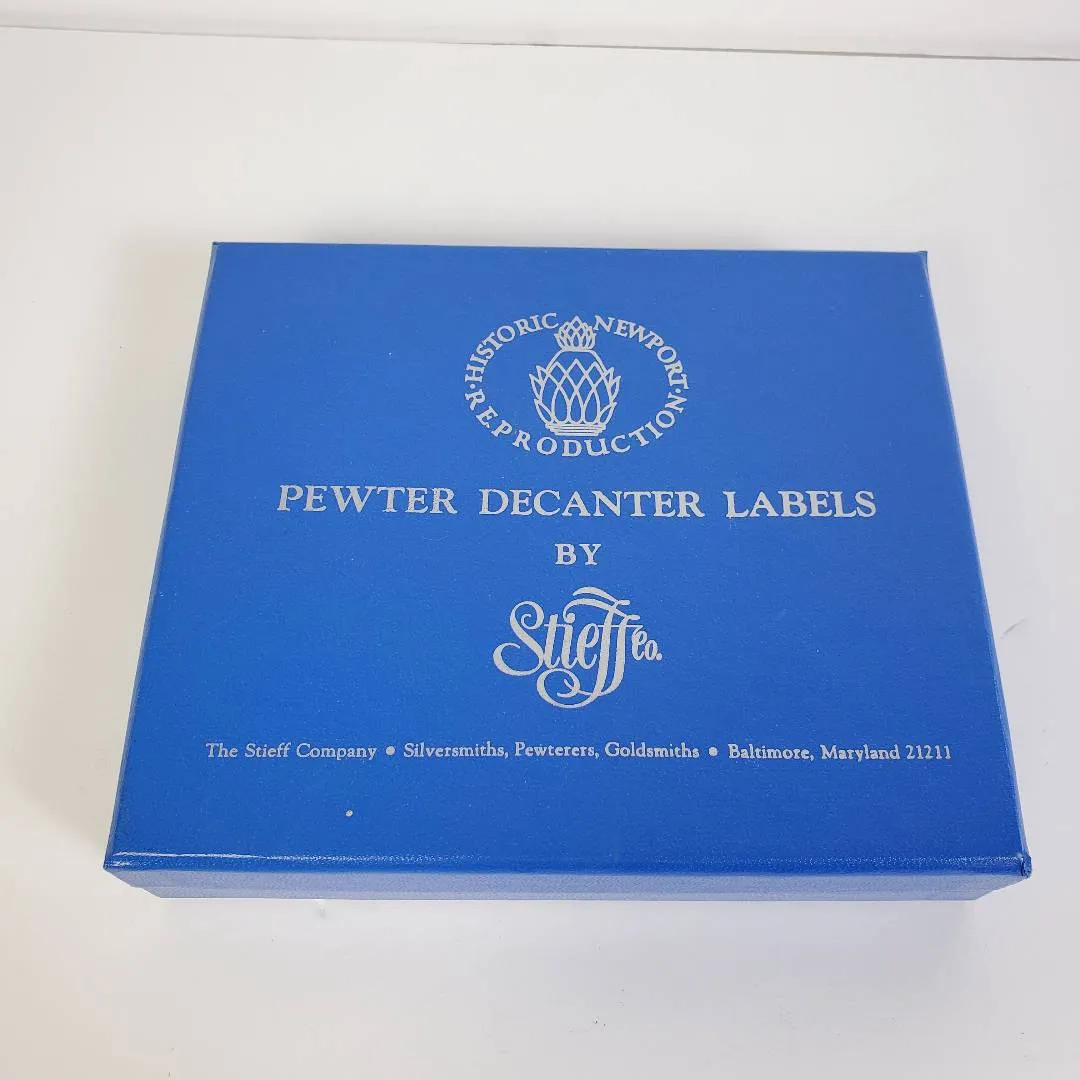 · HISTORIC NEWPORT ·
REPRODUCTION
PEWTER DECANTER LABELS
BY
Stieff Co.
The Stieff Company • Silversmiths, Pewterers, Goldsmiths • Baltimore, Maryland 21211